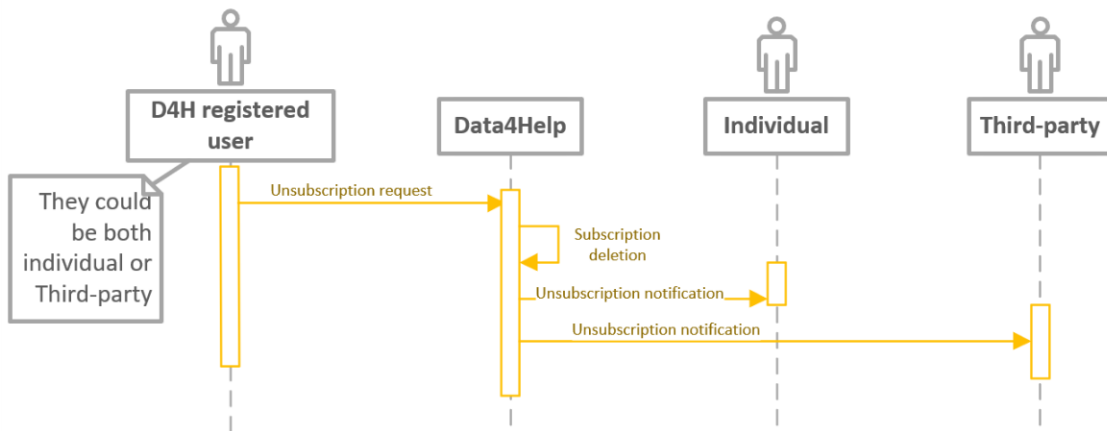 D4H registered
user
Data4Help
Individual
Third-party
They could
be both
individual or
Third-party
Unsubscription request
Subscription
deletion
Unsubscription notification
Unsubscription notification